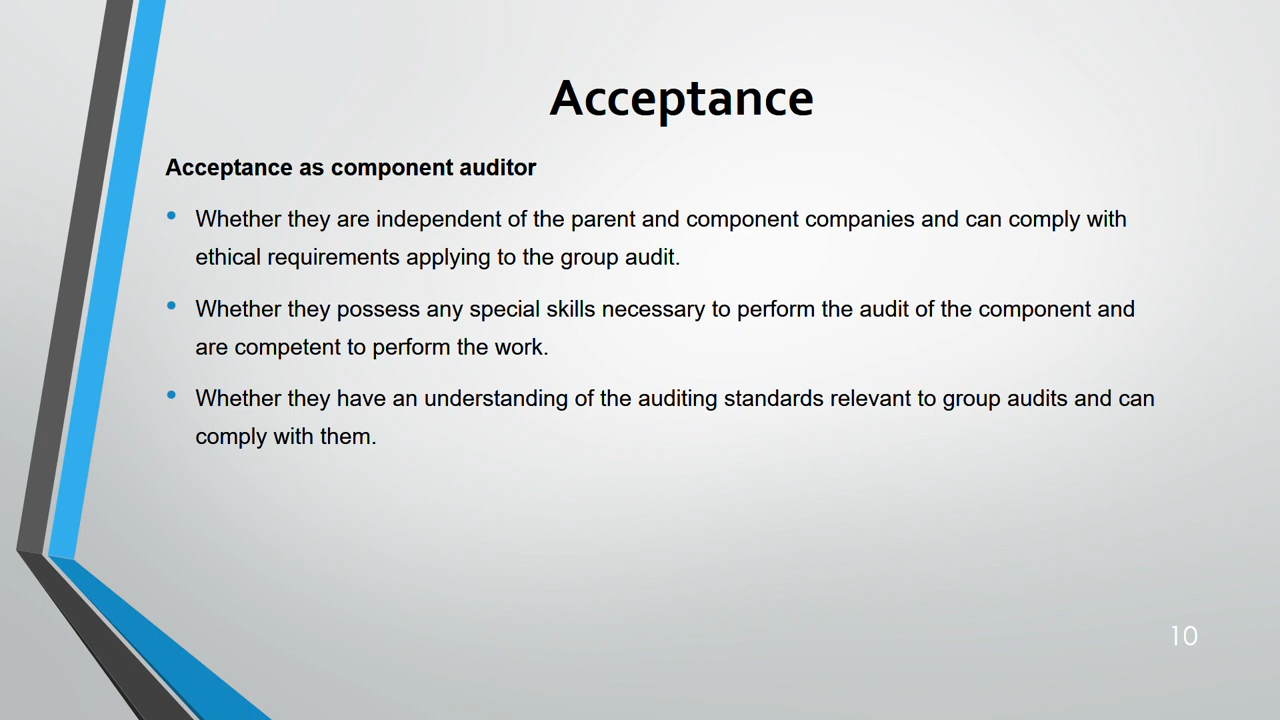 Acceptance
Acceptance as component auditor
• Whether they are independent of the parent and component companies and can comply with
ethical requirements applying to the group audit.
• Whether they possess any special skills necessary to perform the audit of the component and
are competent to perform the work.
• Whether they have an understanding of the auditing standards relevant to group audits and can
comply with them.
10